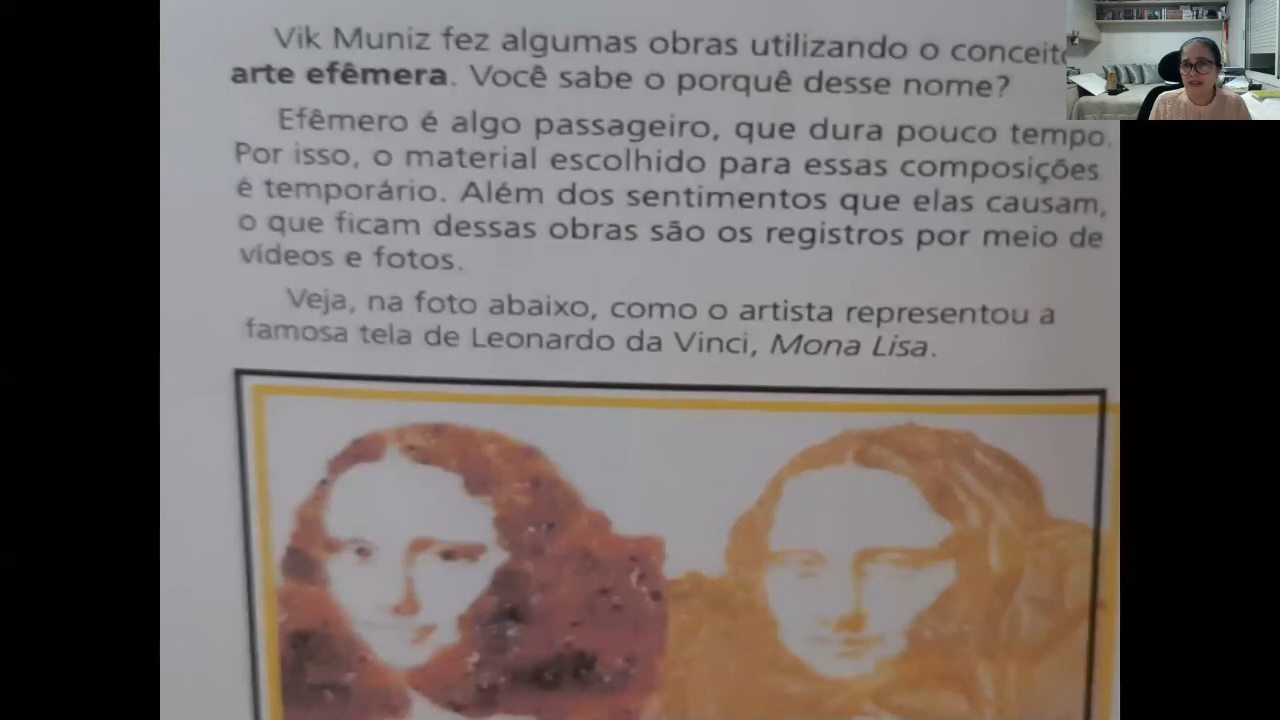 Vik Muniz fez algumas obras utilizando o conceito
arte efêmera. Você sabe o porquê desse nome?
Efêmero é algo passageiro, que dura pouco tempo.
Por isso, o material escolhido para essas composições
é temporário. Além dos sentimentos que elas causam,
o que ficam dessas obras são os registros por meio de
vídeos e fotos.
Veja, na foto abaixo, como o artista representou a
famosa tela de Leonardo da Vinci, Mona Lisa.